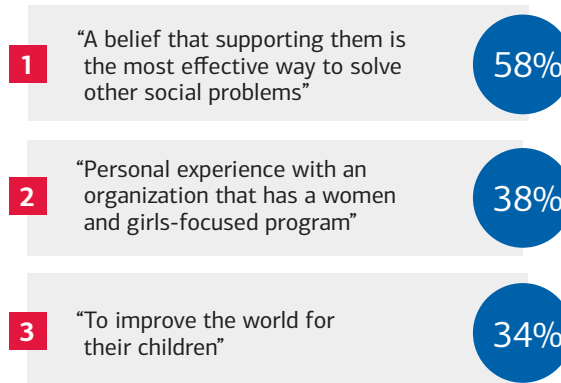 1
“A belief that supporting them is
the most effective way to solve
other social problems”
58%
2
“Personal experience with an
organization that has a women
and girls-focused program”
38%
3
“To improve the world for
their children”
34%